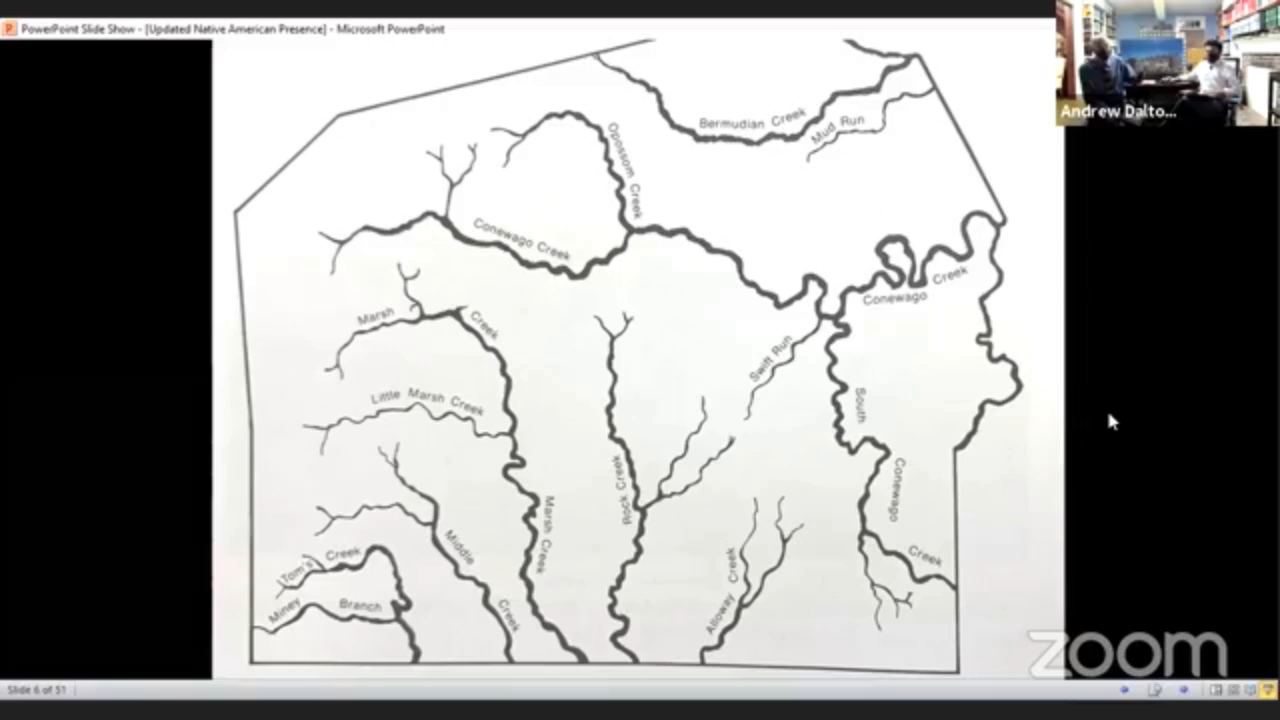 PowerPoint Slide Show - [Updated Native American Presence] - Microsoft PowerPoint
Andrew Dalto...
Bermudian Creek
Mud Run
Opossom Creek
Conewago Creek
Conewago Creek
Marsh Creek
Swift Run
Little Marsh Creek
South Conewago Creek
Rock Creek
Marsh Creek
Middle Creek
Alloway Creek
Tom's Creek
Miney Branch
zoom
Slide 6 of 51